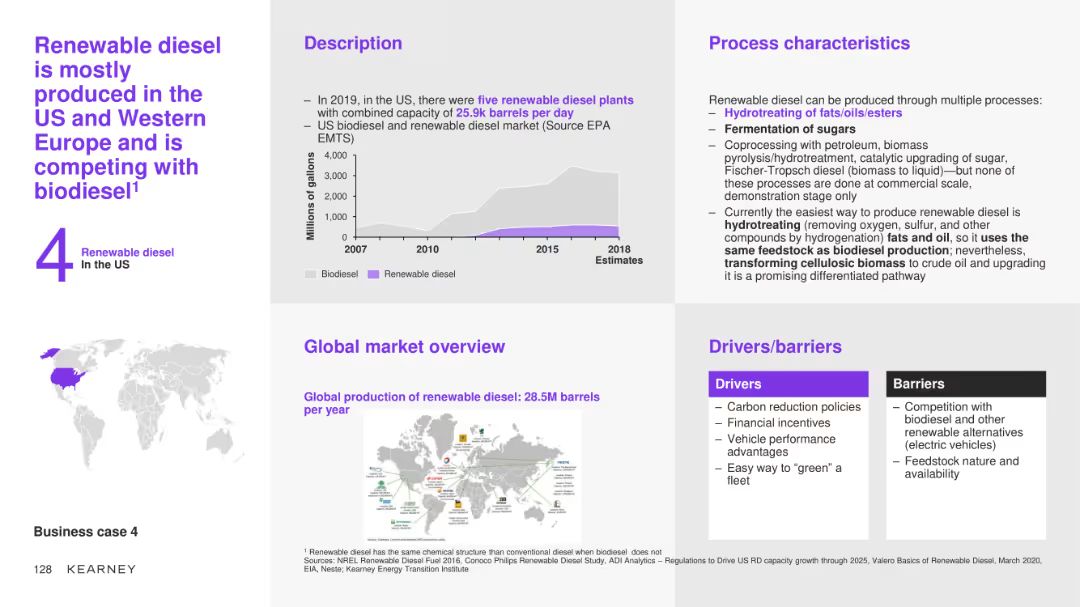 Renewable diesel
is mostly
produced in the
US and Western
Europe and is
competing with
biodiesel¹
4
Renewable diesel
In the US
Business case 4
128 KEARNEY
Description
– In 2019, in the US, there were five renewable diesel plants
with combined capacity of 25.9k barrels per day
– US biodiesel and renewable diesel market (Source EPA
EMTS)
Millions of gallons
4,000
3,000
2,000
1,000
0
2007
2010
2015
2018
Estimates
Biodiesel
Renewable diesel
Process characteristics
Renewable diesel can be produced through multiple processes:
– Hydrotreating of fats/oils/esters
– Fermentation of sugars
– Coprocessing with petroleum, biomass
pyrolysis/hydrotreatment, catalytic upgrading of sugar,
Fischer-Tropsch diesel (biomass to liquid)—but none of
these processes are done at commercial scale,
demonstration stage only
– Currently the easiest way to produce renewable diesel is
hydrotreating (removing oxygen, sulfur, and other
compounds by hydrogenation) fats and oil, so it uses the
same feedstock as biodiesel production; nevertheless,
transforming cellulosic biomass to crude oil and upgrading
it is a promising differentiated pathway
Global market overview
Global production of renewable diesel: 28.5M barrels
per year
Drivers/barriers
Drivers
– Carbon reduction policies
– Financial incentives
– Vehicle performance
advantages
– Easy way to “green” a
fleet
Barriers
– Competition with
biodiesel and other
renewable alternatives
(electric vehicles)
– Feedstock nature and
availability
¹ Renewable diesel has the same chemical structure than conventional diesel when biodiesel does not
Sources: NREL Renewable Diesel Fuel 2016, Conoco Philips Renewable Diesel Study, ADI Analytics – Regulations to Drive US RD capacity growth through 2025, Valero Basics of Renewable Diesel, March 2020,
EIA, Neste; Kearney Energy Transition Institute